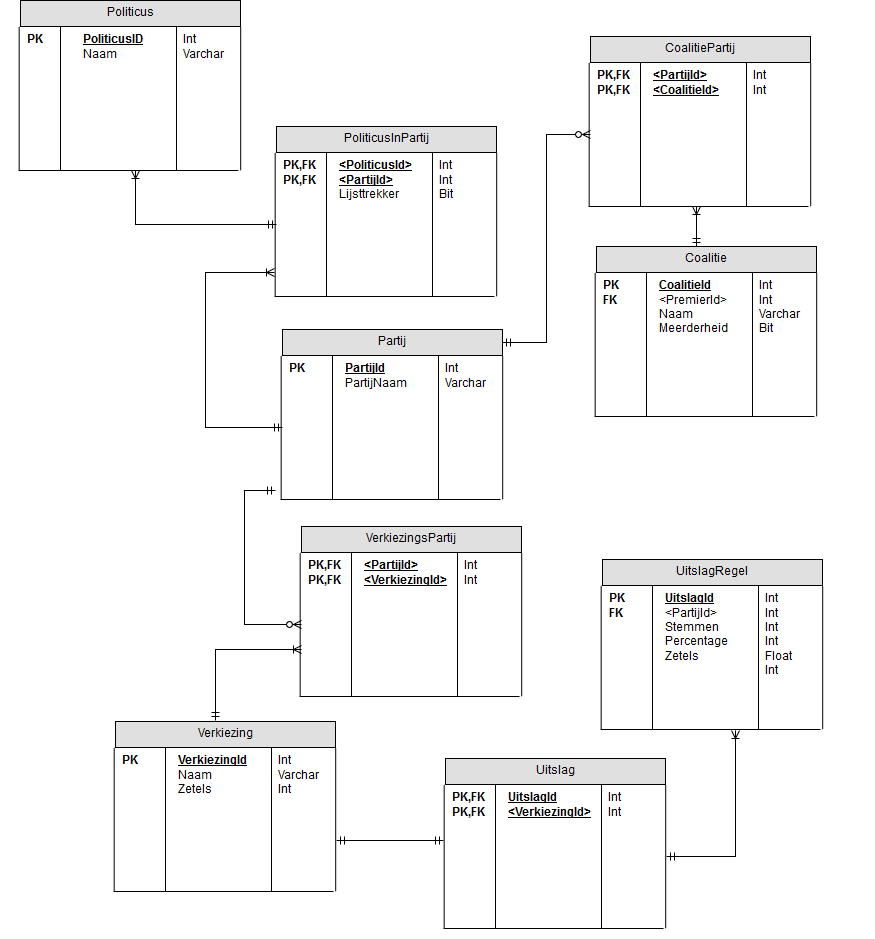 Politicus
PK PoliticusID Int
Naam Varchar
CoalitiePartij
PK,FK <PartijId> Int
PK,FK <CoalitieId> Int
PoliticusInPartij
PK,FK <PoliticusId> Int
PK,FK <PartijId> Int
Lijsttrekker Bit
Coalitie
PK CoalitieId Int
FK <PremierId> Int
Naam Varchar
Meerderheid Bit
Partij
PK PartijId Int
PartijNaam Varchar
VerkiezingsPartij
PK,FK <PartijId> Int
PK,FK <VerkiezingId> Int
UitslagRegel
PK UitslagId Int
FK <PartijId> Int
Stemmen Int
Percentage Int
Zetels Float
Int
Verkiezing
PK VerkiezingId Int
Naam Varchar
Zetels Int
Uitslag
PK,FK UitslagId Int
PK,FK <VerkiezingId> Int